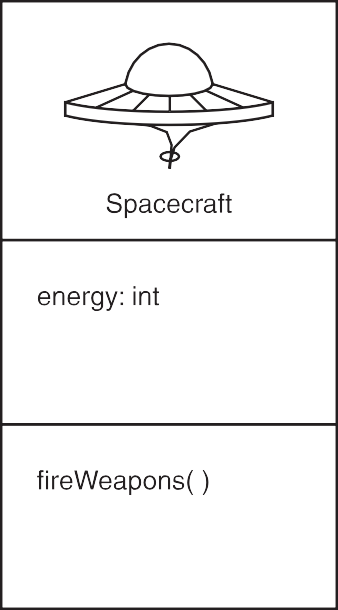 Spacecraft
energy: int
fireWeapons( )